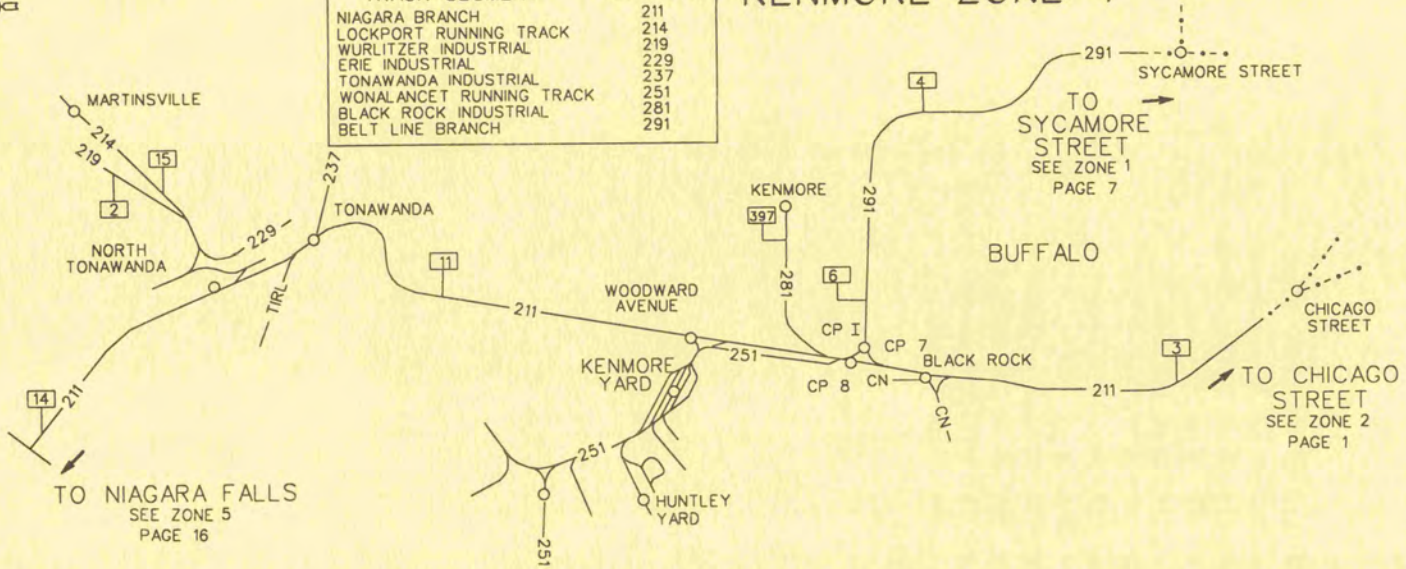 NIAGARA BRANCH 211
LOCKPORT RUNNING TRACK 214
WURLITZER INDUSTRIAL 219
ERIE INDUSTRIAL 229
TONAWANDA INDUSTRIAL 237
WONALANCET RUNNING TRACK 251
BLACK ROCK INDUSTRIAL 281
BELT LINE BRANCH 291
291
SYCAMORE STREET
4
TO
SYCAMORE
STREET
SEE ZONE 1
PAGE 7
MARTINSVILLE
214
219
15
2
237
TONAWANDA
229
NORTH
TONAWANDA
TIRL
11
211
WOODWARD
AVENUE
KENMORE
397
281
291
6
BUFFALO
CP I
CP 7
CP 8
251
CN
BLACK ROCK
CN
211
3
CHICAGO
STREET
TO CHICAGO
STREET
SEE ZONE 2
PAGE 1
KENMORE
YARD
14
211
251
HUNTLEY
YARD
251
TO NIAGARA FALLS
SEE ZONE 5
PAGE 16